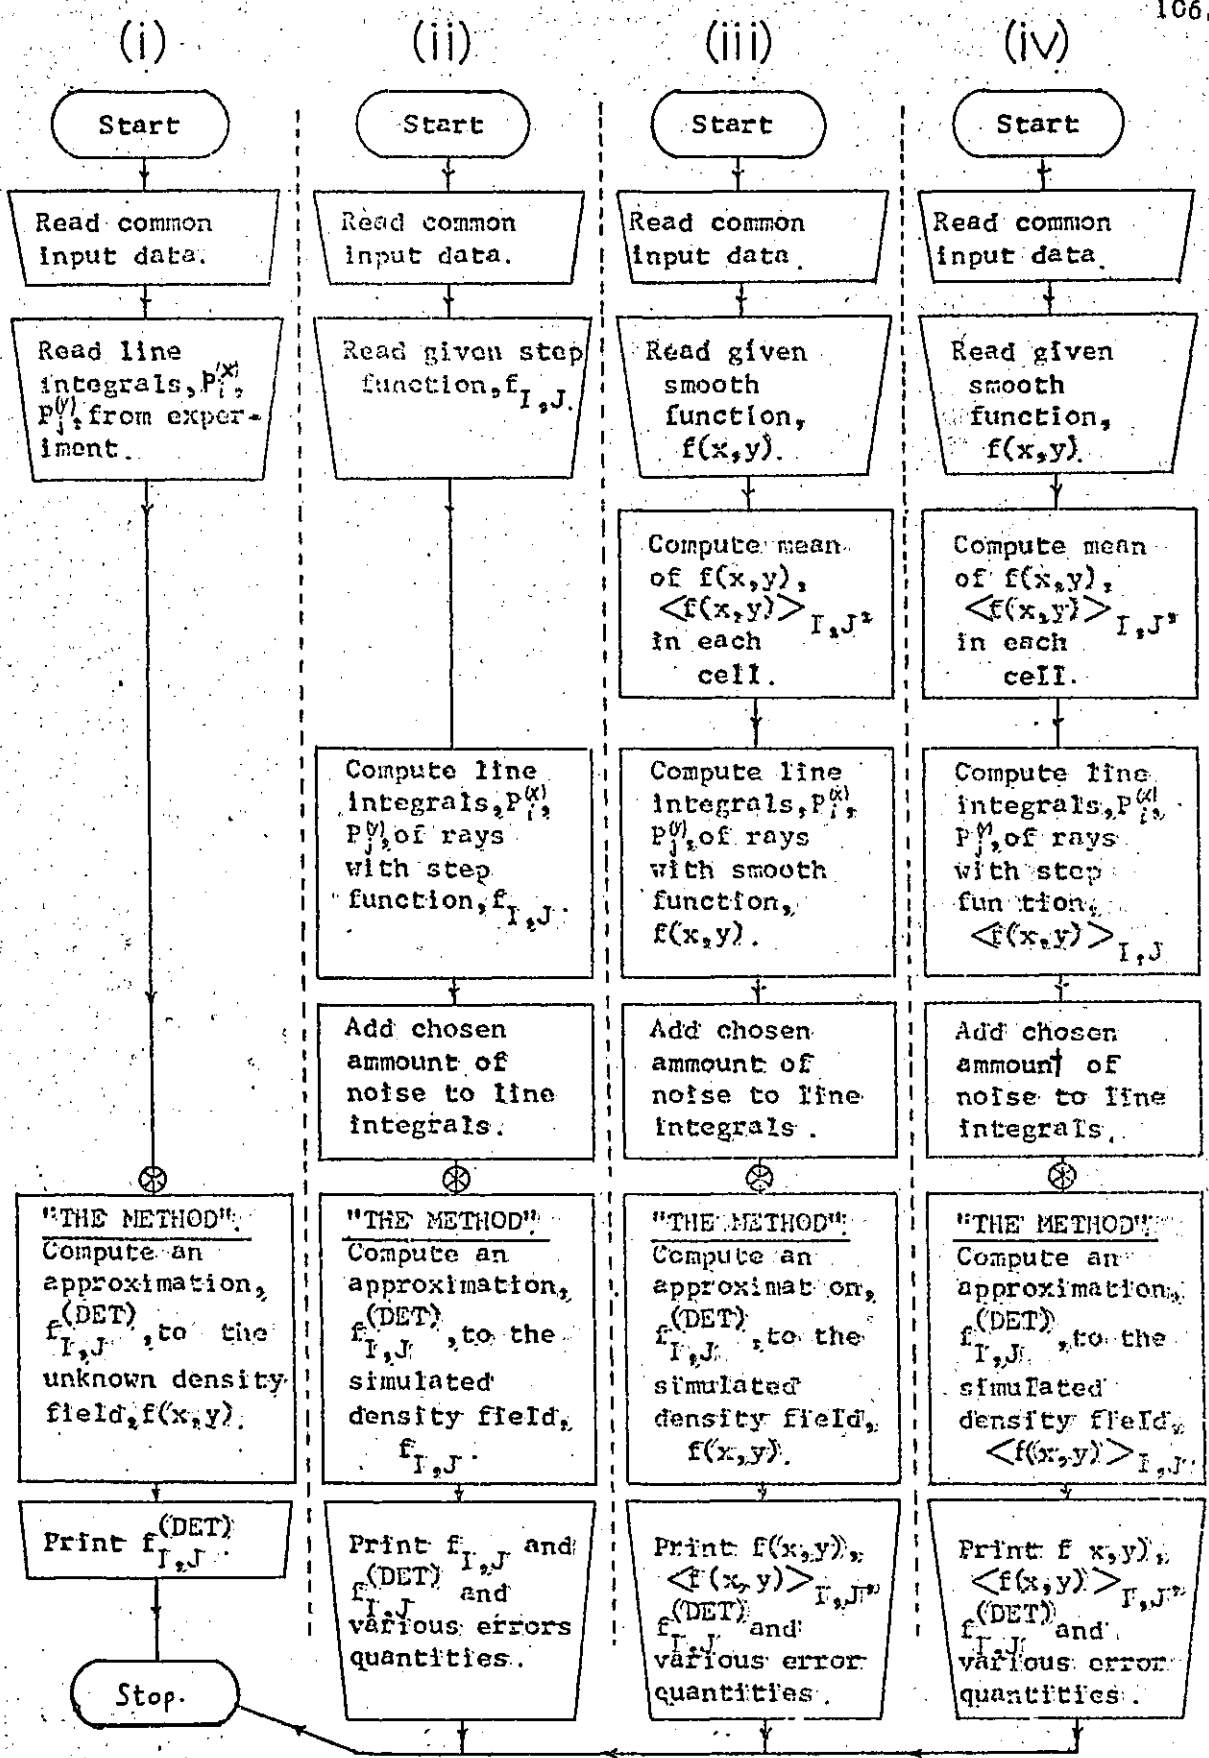 106.
(i)
Start
Read common
input data.
Read line
integrals, P_i^(x),
P_j^(y), from exper-
iment.
"THE METHOD".
Compute an
approximation,
f_I,J^(DET), to the
unknown density
field, f(x,y).
Print f_I,J^(DET).
Stop.
(ii)
Start
Read common
input data.
Read given step
function, f_I,J.
Compute line
integrals, P_i^(x),
P_j^(y), of rays
with step
function, f_I,J.
Add chosen
ammount of
noise to line
integrals.
"THE METHOD".
Compute an
approximation,
f_I,J^(DET), to the
simulated
density field,
f_I,J.
Print f_I,J and
f_I,J^(DET) and
various errors
quantities.
(iii)
Start
Read common
input data.
Read given
smooth
function,
f(x,y).
Compute mean
of f(x,y),
<f(x,y)>_I,J,
in each
cell.
Compute line
integrals, P_i^(x),
P_j^(y), of rays
with smooth
function,
f(x,y).
Add chosen
ammount of
noise to line
integrals.
"THE METHOD".
Compute an
approximat on,
f_I,J^(DET), to the
simulated
density field,
f(x,y).
Print f(x,y),
<f(x,y)>_I,J,
f_I,J^(DET) and
various error
quantities.
(iv)
Start
Read common
input data.
Read given
smooth
function,
f(x,y).
Compute mean
of f(x,y),
<f(x,y)>_I,J,
in each
cell.
Compute line
integrals, P_i^(x),
P_j^(y), of rays
with step
fun tion,
<f(x,y)>_I,J
Add chosen
ammount of
noise to line
integrals.
"THE METHOD".
Compute an
approximation,
f_I,J^(DET), to the
simulated
density field,
<f(x,y)>_I,J.
Print f x,y),
<f(x,y)>_I,J,
f_I,J^(DET) and
various error
quantities.